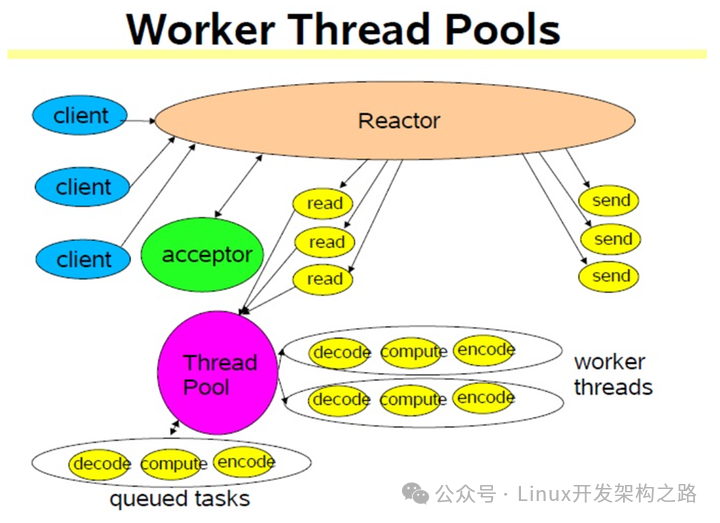 Worker Thread Pools
client
Reactor
client
read
send
client
acceptor
read
send
read
send
Thread
Pool
decode compute encode
worker
threads
decode compute encode
decode compute encode
queued tasks
公众号 · Linux开发架构之路